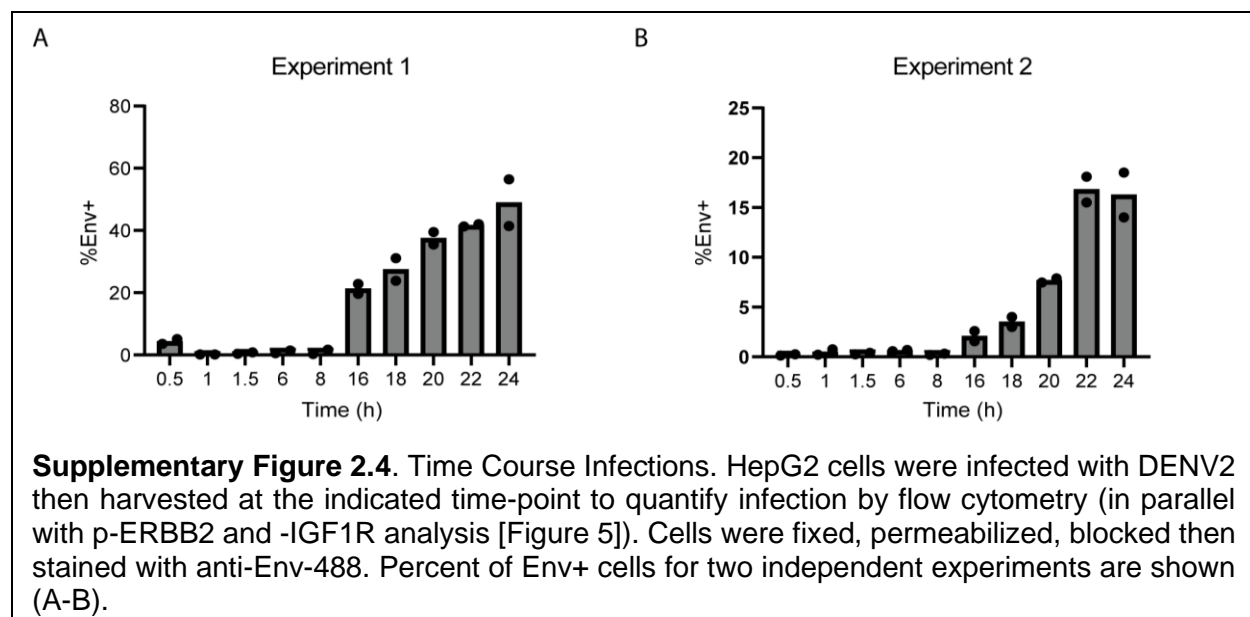 A
Experiment 1
80
60
40
20
0
%Env+
0.5 1 1.5 6 8 16 18 20 22 24
Time (h)
B
Experiment 2
25
20
15
10
5
0
%Env+
0.5 1 1.5 6 8 16 18 20 22 24
Time (h)
Supplementary Figure 2.4. Time Course Infections. HepG2 cells were infected with DENV2
then harvested at the indicated time-point to quantify infection by flow cytometry (in parallel
with p-ERBB2 and -IGF1R analysis [Figure 5]). Cells were fixed, permeabilized, blocked then
stained with anti-Env-488. Percent of Env+ cells for two independent experiments are shown
(A-B).